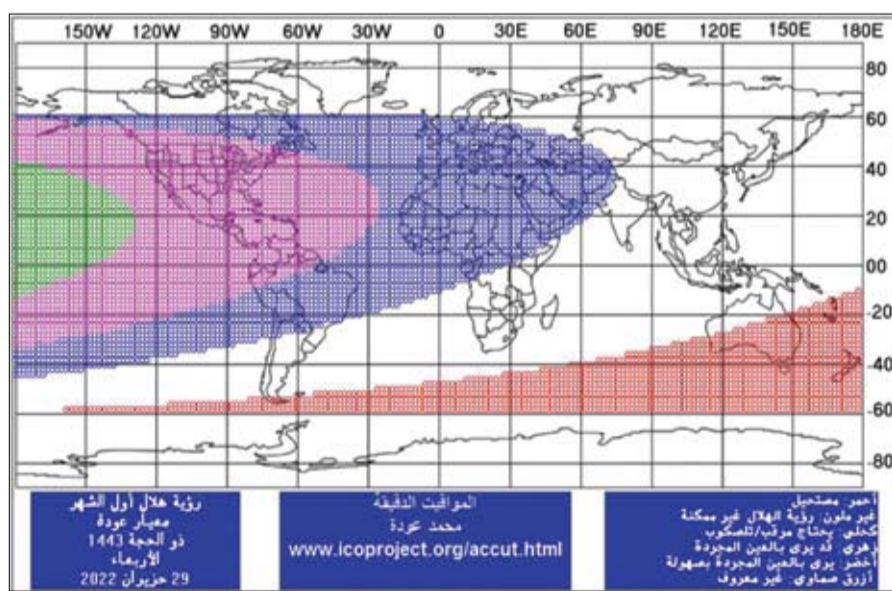 150W 120W 90W 60W 30W 0 30E 60E 90E 120E 150E 180E
80
60
40
20
00
-20
-40
-60
80
رؤية هلال أول الشهر
معيار عودة
ذو الحجة 1443
الأربعاء
29 حزيران 2022
المواقيت الدقيقة
محمد عودة
www.icoproject.org/accut.html
أحمر: مستحيل
غير ملون: رؤية الهلال غير ممكنة
كحلي: يحتاج مرقب/تلسكوب
زهري: قد يرى بالعين المجردة
أخضر: يرى بالعين المجردة بصهولة
أزرق صماوي: غير معروف